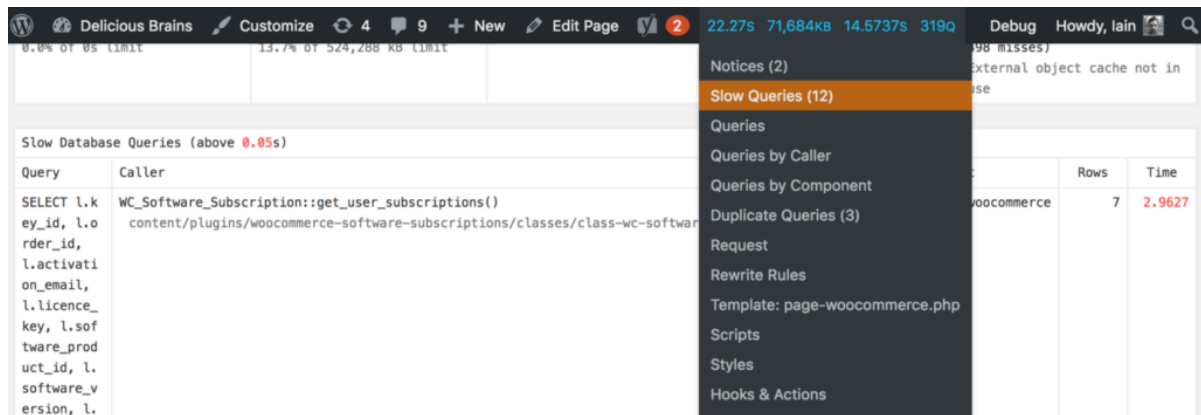 Delicious Brains Customize 4 9 New Edit Page 2 22.27s 71,684kB 14.5737s 319Q Debug Howdy, Iain
0.0% of 0s limit 13.7% of 524,288 kB limit 98 misses)
External object cache not in
use
Notices (2)
Slow Queries (12)
Queries
Queries by Caller
Queries by Component
Duplicate Queries (3)
Request
Rewrite Rules
Template: page-woocommerce.php
Scripts
Styles
Hooks & Actions
Slow Database Queries (above 0.05s)
Query Caller Rows Time
SELECT l.k
ey_id, l.o
rder_id,
l.activati
on_email,
l.licence_
key, l.sof
tware_prod
uct_id, l.
software_v
ersion, l.
WC_Software_Subscription::get_user_subscriptions()
content/plugins/woocommerce-software-subscriptions/classes/class-wc-softwar
woocommerce 7 2.9627